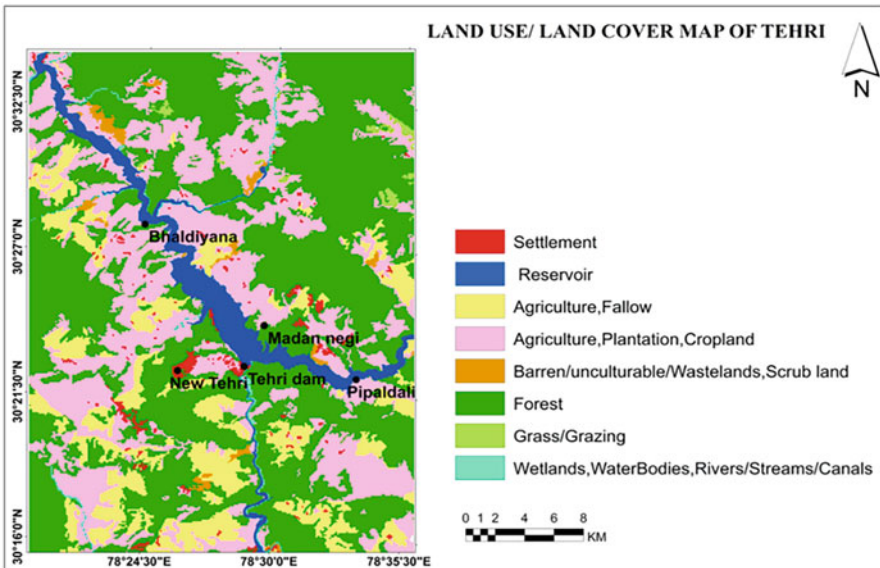 LAND USE/ LAND COVER MAP OF TEHRI
N
30°32'30"N
30°27'0"N
30°21'30"N
30°16'0"N
Bhaldiyana
Madan negi
New Tehri
Tehri dam
Pipaldali
78°24'30"E
78°30'0"E
78°35'30"E
Settlement
Reservoir
Agriculture,Fallow
Agriculture,Plantation,Cropland
Barren/unculturable/Wastelands,Scrub land
Forest
Grass/Grazing
Wetlands,WaterBodies,Rivers/Streams/Canals
0 1 2 4 6 8
KM